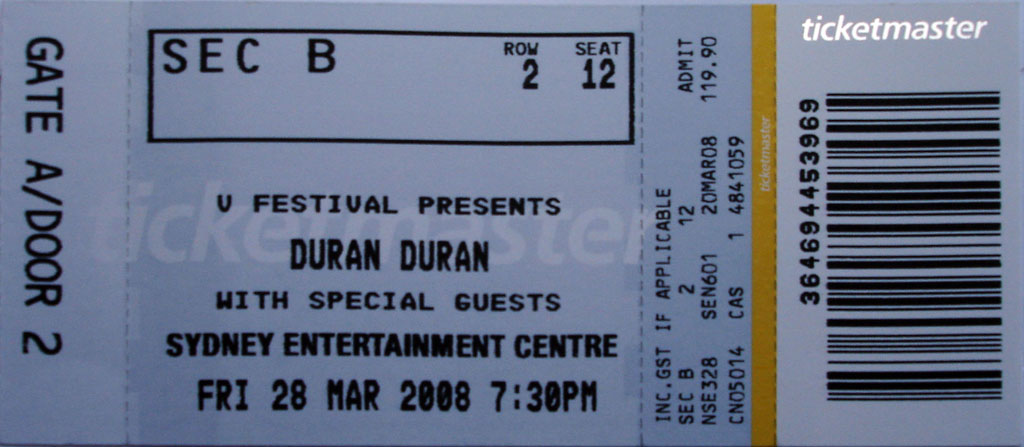 GATE A/DOOR 2
SEC B
ROW SEAT
2 12
V FESTIVAL PRESENTS
DURAN DURAN
WITH SPECIAL GUESTS
SYDNEY ENTERTAINMENT CENTRE
FRI 28 MAR 2008 7:30PM
ticketmaster
INC.GST IF APPLICABLE ADMIT
SEC B 2 12 119.90
NSE328 SEN601 20MAR08
CNO5014 CAS 1 4841059
ticketmaster
ticketmaster
364694453969